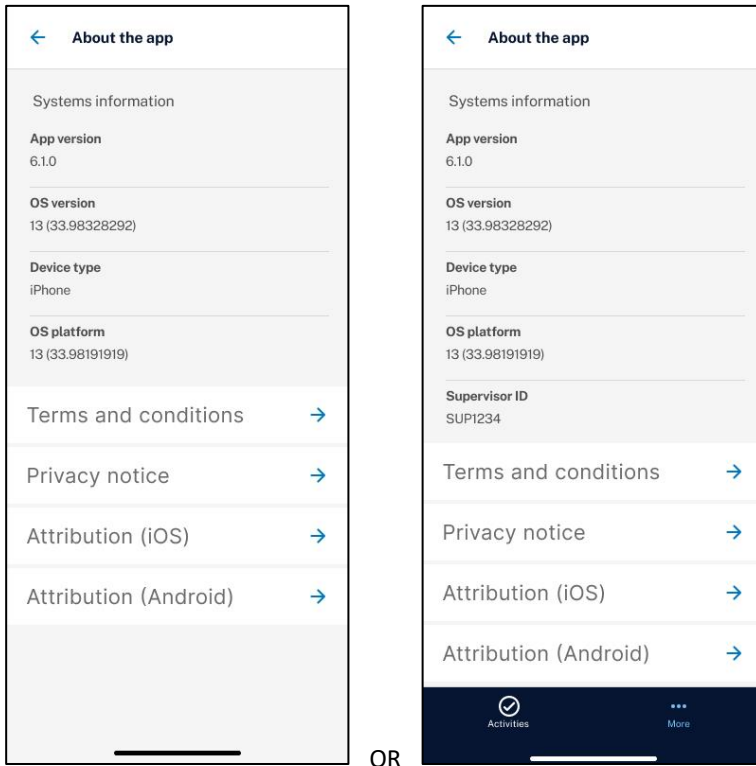 About the app
Systems information
App version
6.1.0
OS version
13 (33.98328292)
Device type
iPhone
OS platform
13 (33.98191919)
Terms and conditions
Privacy notice
Attribution (iOS)
Attribution (Android)
OR
About the app
Systems information
App version
6.1.0
OS version
13 (33.98328292)
Device type
iPhone
OS platform
13 (33.98191919)
Supervisor ID
SUP1234
Terms and conditions
Privacy notice
Attribution (iOS)
Attribution (Android)
Activities
More